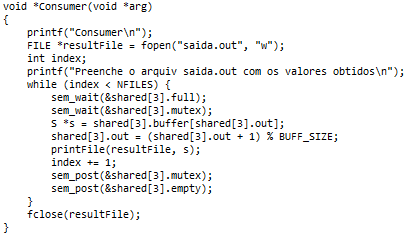 void *Consumer(void *arg)
{
    printf("Consumer\n");
    FILE *resultFile = fopen("saida.out", "w");
    int index;
    printf("Preenche o arquiv saida.out com os valores obtidos\n");
    while (index < NFILES) {
        sem_wait(&shared[3].full);
        sem_wait(&shared[3].mutex);
        S *s = shared[3].buffer[shared[3].out];
        shared[3].out = (shared[3].out + 1) % BUFF_SIZE;
        printFile(resultFile, s);
        index += 1;
        sem_post(&shared[3].mutex);
        sem_post(&shared[3].empty);
    }
    fclose(resultFile);
}